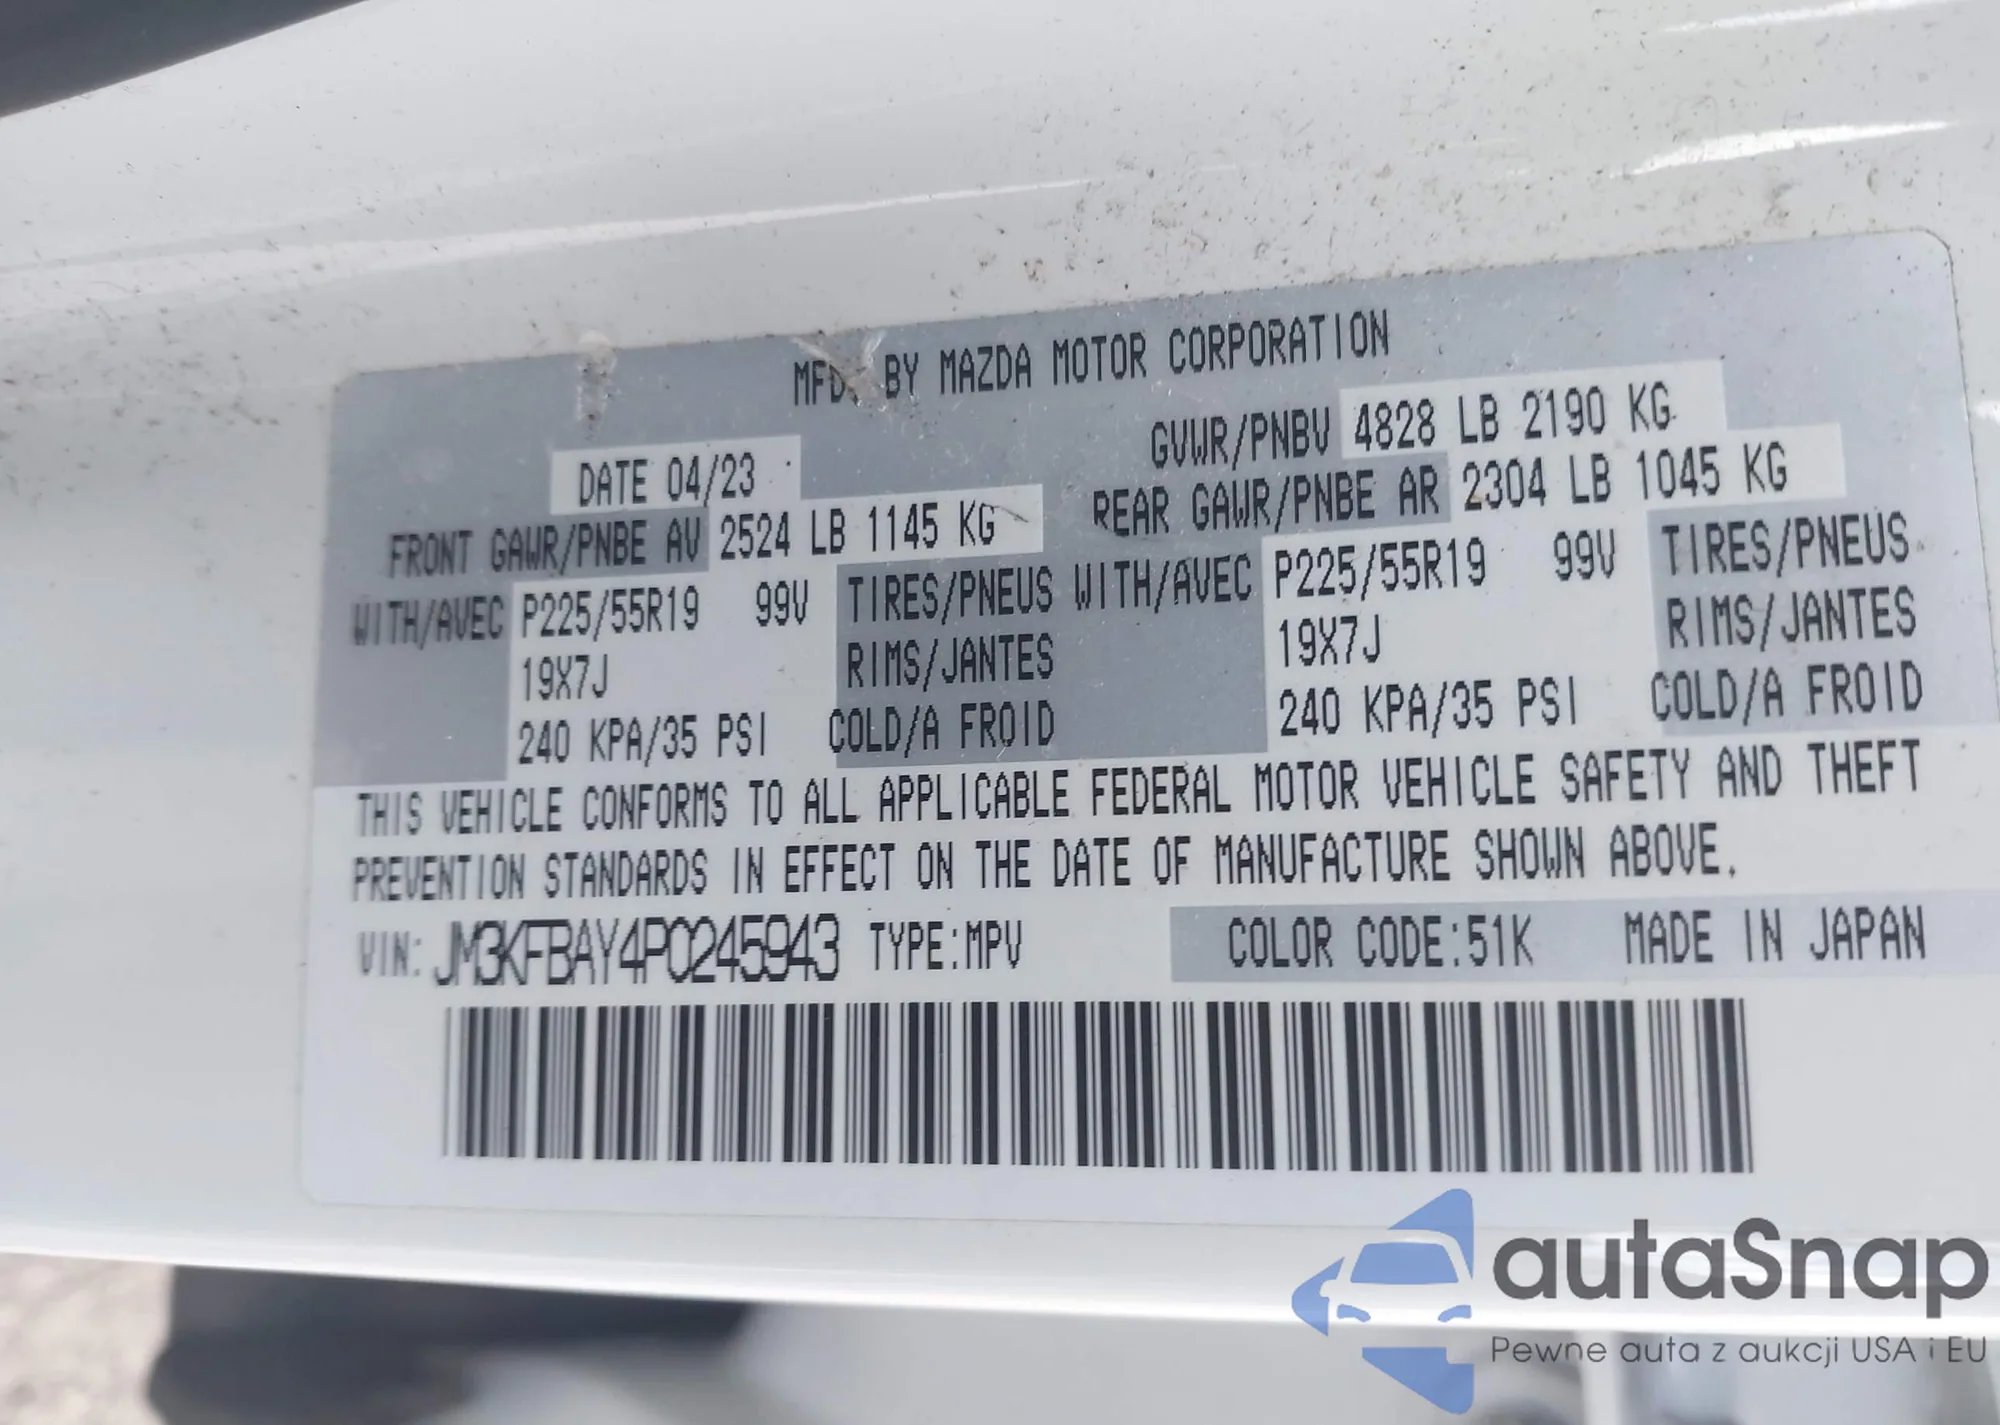 MFD. BY MAZDA MOTOR CORPORATION
DATE 04/23 GVWR/PNBV 4828 LB 2190 KG
FRONT GAWR/PNBE AV 2524 LB 1145 KG REAR GAWR/PNBE AR 2304 LB 1045 KG
WITH/AVEC P225/55R19 99V TIRES/PNEUS WITH/AVEC P225/55R19 99V TIRES/PNEUS
19X7J RIMS/JANTES 19X7J RIMS/JANTES
240 KPA/35 PSI COLD/A FROID 240 KPA/35 PSI COLD/A FROID
THIS VEHICLE CONFORMS TO ALL APPLICABLE FEDERAL MOTOR VEHICLE SAFETY AND THEFT
PREVENTION STANDARDS IN EFFECT ON THE DATE OF MANUFACTURE SHOWN ABOVE.
VIN: JM3KFBAY4P0245943 TYPE:MPV COLOR CODE:51K MADE IN JAPAN
autaSnap
Pewne auta z aukcji USA i EU